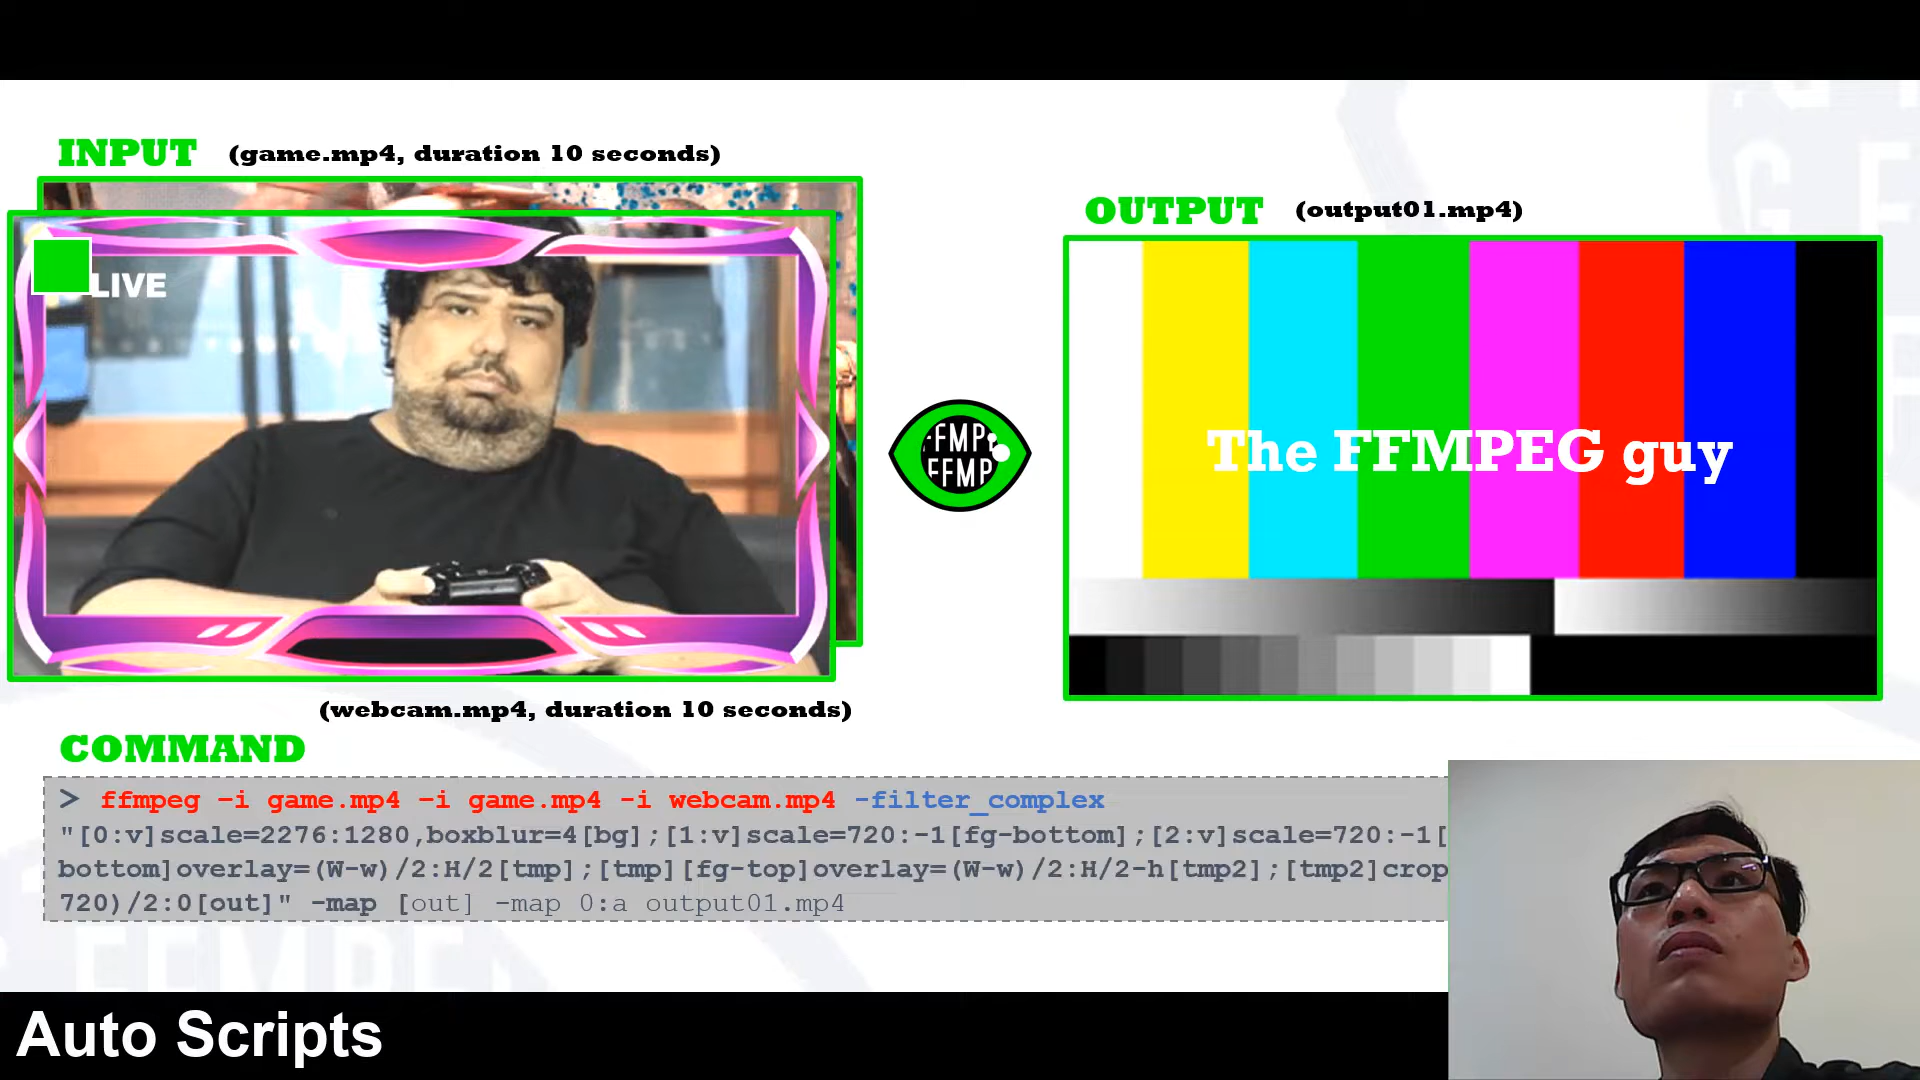 INPUT (game.mp4, duration 10 seconds)
OUTPUT (output01.mp4)
LIVE
FFMP
FFMP
The FFMPEG guy
(webcam.mp4, duration 10 seconds)
COMMAND
> ffmpeg -i game.mp4 -i game.mp4 -i webcam.mp4 -filter_complex
"[0:v]scale=2276:1280,boxblur=4[bg];[1:v]scale=720:-1[fg-bottom];[2:v]scale=720:-1[
bottom]overlay=(W-w)/2:H/2[tmp];[tmp][fg-top]overlay=(W-w)/2:H/2-h[tmp2];[tmp2]crop
720)/2:0[out]" -map [out] -map 0:a output01.mp4
Auto Scripts